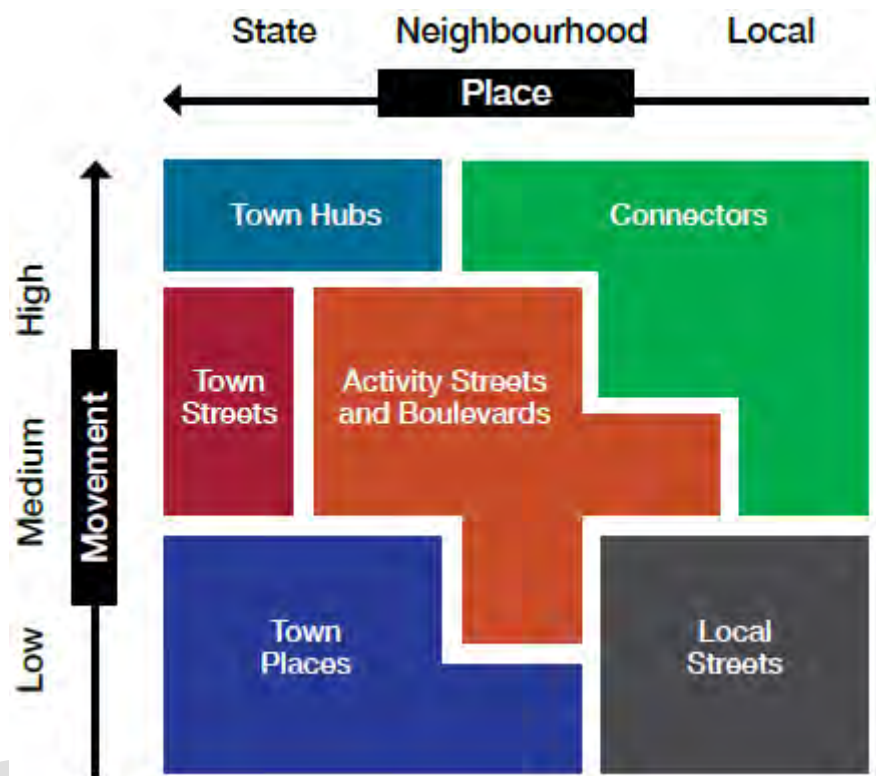 State Neighbourhood Local
Place
Town Hubs
Connectors
High
Town
Streets
Activity Streets
and Boulevards
Medium
Movement
Low
Town
Places
Local
Streets